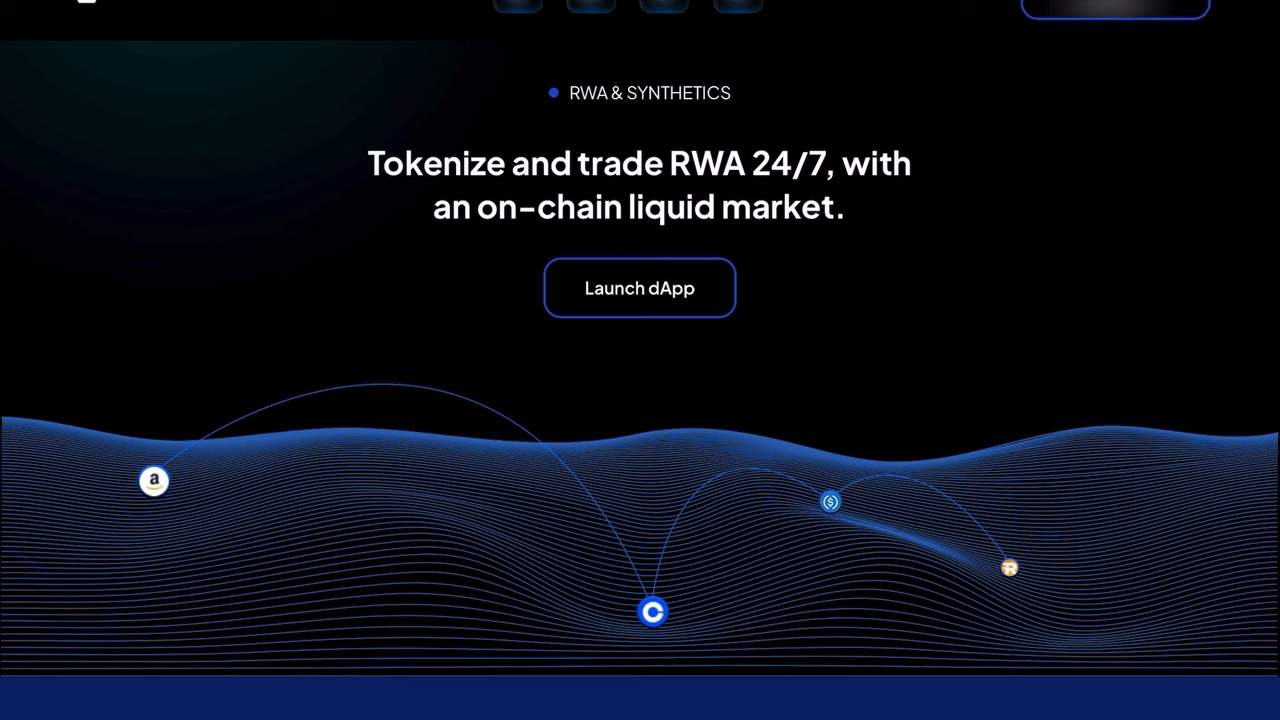 RWA & SYNTHETICS
Tokenize and trade RWA 24/7, with
an on-chain liquid market.
Launch dApp
a